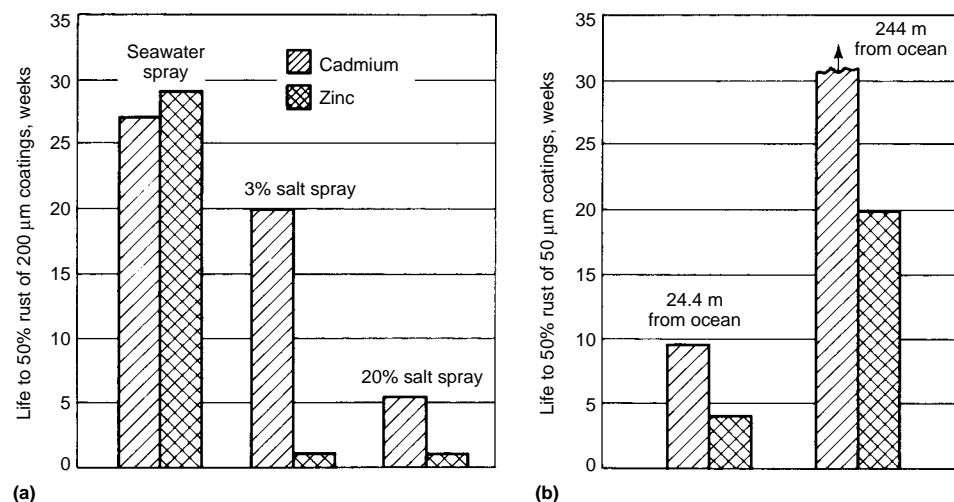 Life to 50% rust of 200 μm coatings, weeks
35
30
25
20
15
10
5
0
Seawater
spray
Cadmium
Zinc
3% salt spray
20% salt spray
(a)
Life to 50% rust of 50 μm coatings, weeks
35
30
25
20
15
10
5
0
244 m
from ocean
24.4 m
from ocean
(b)